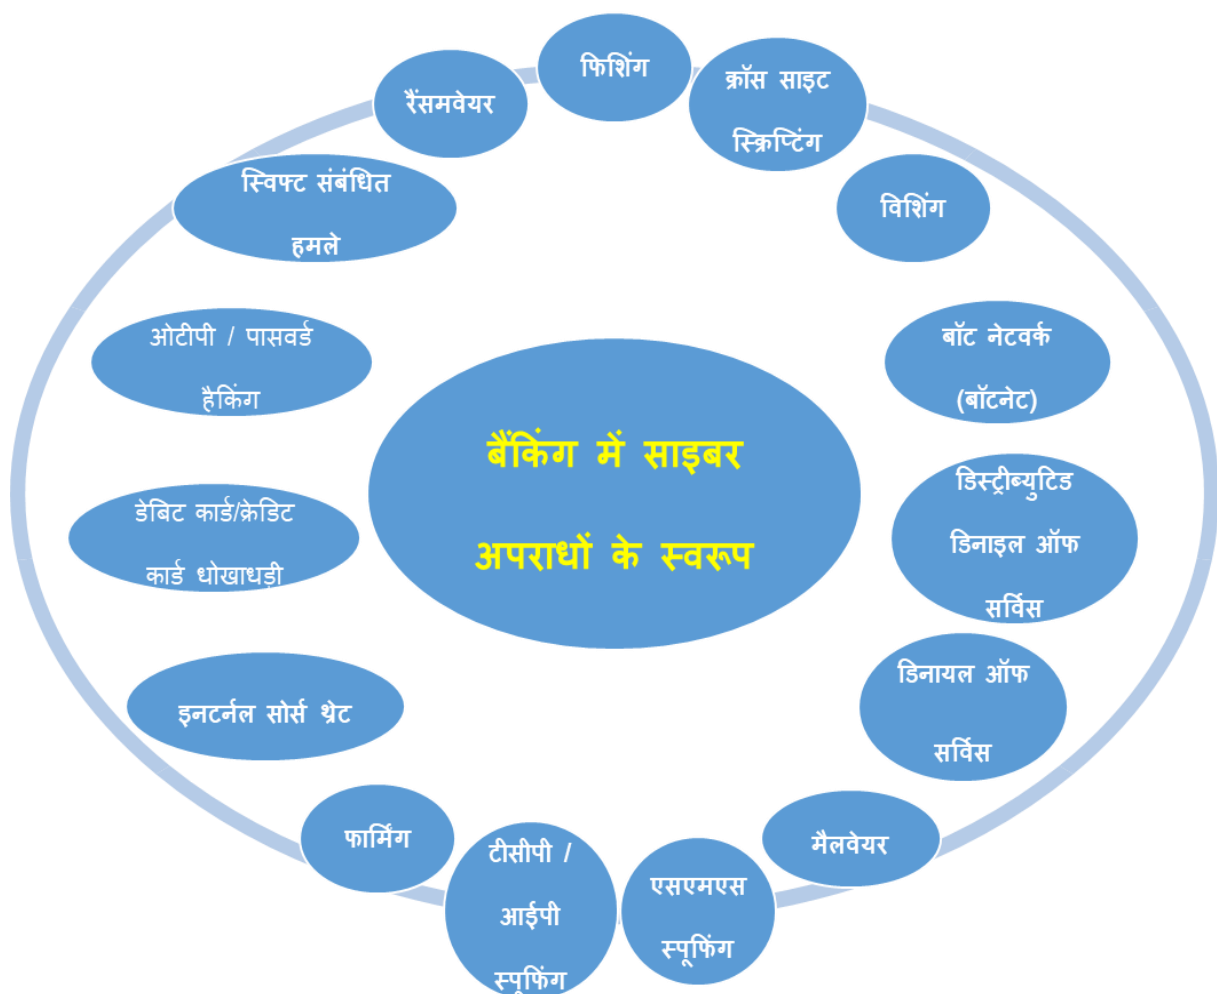 फिशिंग
क्रॉस साइट
स्क्रिप्टिंग
विशिंग
बॉट नेटवर्क
(बॉटनेट)
डिस्ट्रीब्युटिड
डिनाइल ऑफ
सर्विस
डिनायल ऑफ
सर्विस
मैलवेयर
एसएमएस
स्पूफिंग
टीसीपी /
आईपी
स्पूफिंग
फार्मिंग
इनटर्नल सोर्स थ्रेट
डेबिट कार्ड/क्रेडिट
कार्ड धोखाधड़ी
ओटीपी / पासवर्ड
हैकिंग
स्विफ्ट संबंधित
हमले
रैंसमवेयर
बैंकिंग में साइबर
अपराधों के स्वरूप